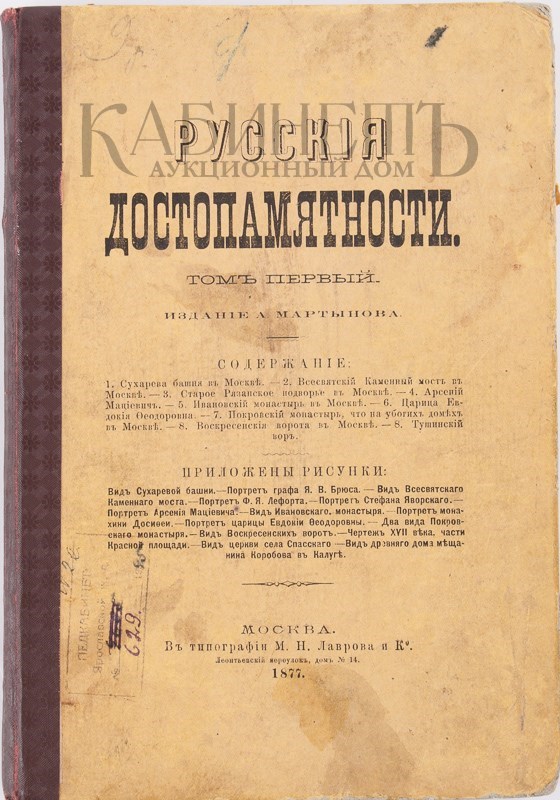 КАБИНЕТЪ
АУКЦИОННЫЙ ДОМ
РУССКІЯ
ДОСТОПАМЯТНОСТИ.
ТОМЪ ПЕРВЫЙ.
ИЗДАНІЕ А МАРТЫНОВА.
СОДЕРЖАНІЕ:
1. Сухарева башня въ Москвѣ. — 2. Всесвятскій Каменный мостъ въ
Москвѣ. — 3. Старое Рязанское подворье въ Москвѣ. — 4. Арсеній
Мацѣевичъ. — 5. Ивановскій монастырь въ Москвѣ. — 6. Царица Ев-
докія Ѳеодоровна. — 7. Покровскій монастырь, что на убогихъ домѣхъ
въ Москвѣ. — 8. Воскресенскія ворота въ Москвѣ. — 8. Тушинскій
воръ.
ПРИЛОЖЕНЫ РИСУНКИ:
Видъ Сухаревой башни. — Портретъ графа Я. В. Брюса. — Видъ Всесвятскаго
Каменнаго моста. — Портретъ Ф. Я. Лефорта. — Портретъ Стефана Яворскаго. —
Портретъ Арсенія Мацѣевича. — Видъ Ивановскаго. монастыря. — Портретъ мона-
хини Досиѳеи. — Портретъ царицы Евдокіи Ѳеодоровны. — Два вида Покров-
скаго монастыря. — Видъ Воскресенскихъ воротъ. — Чертежъ XVII вѣка, части
Красной площади. — Видъ церкви села Спасскаго — Видъ древняго дома мѣща-
нина Коробова въ Калугѣ.
МОСКВА.
Въ типографіи М. Н. Лаврова и Ко.
Леонтьевскій переулокъ, домъ № 14.
1877.
ПЕДКАБИНЕТ
629.